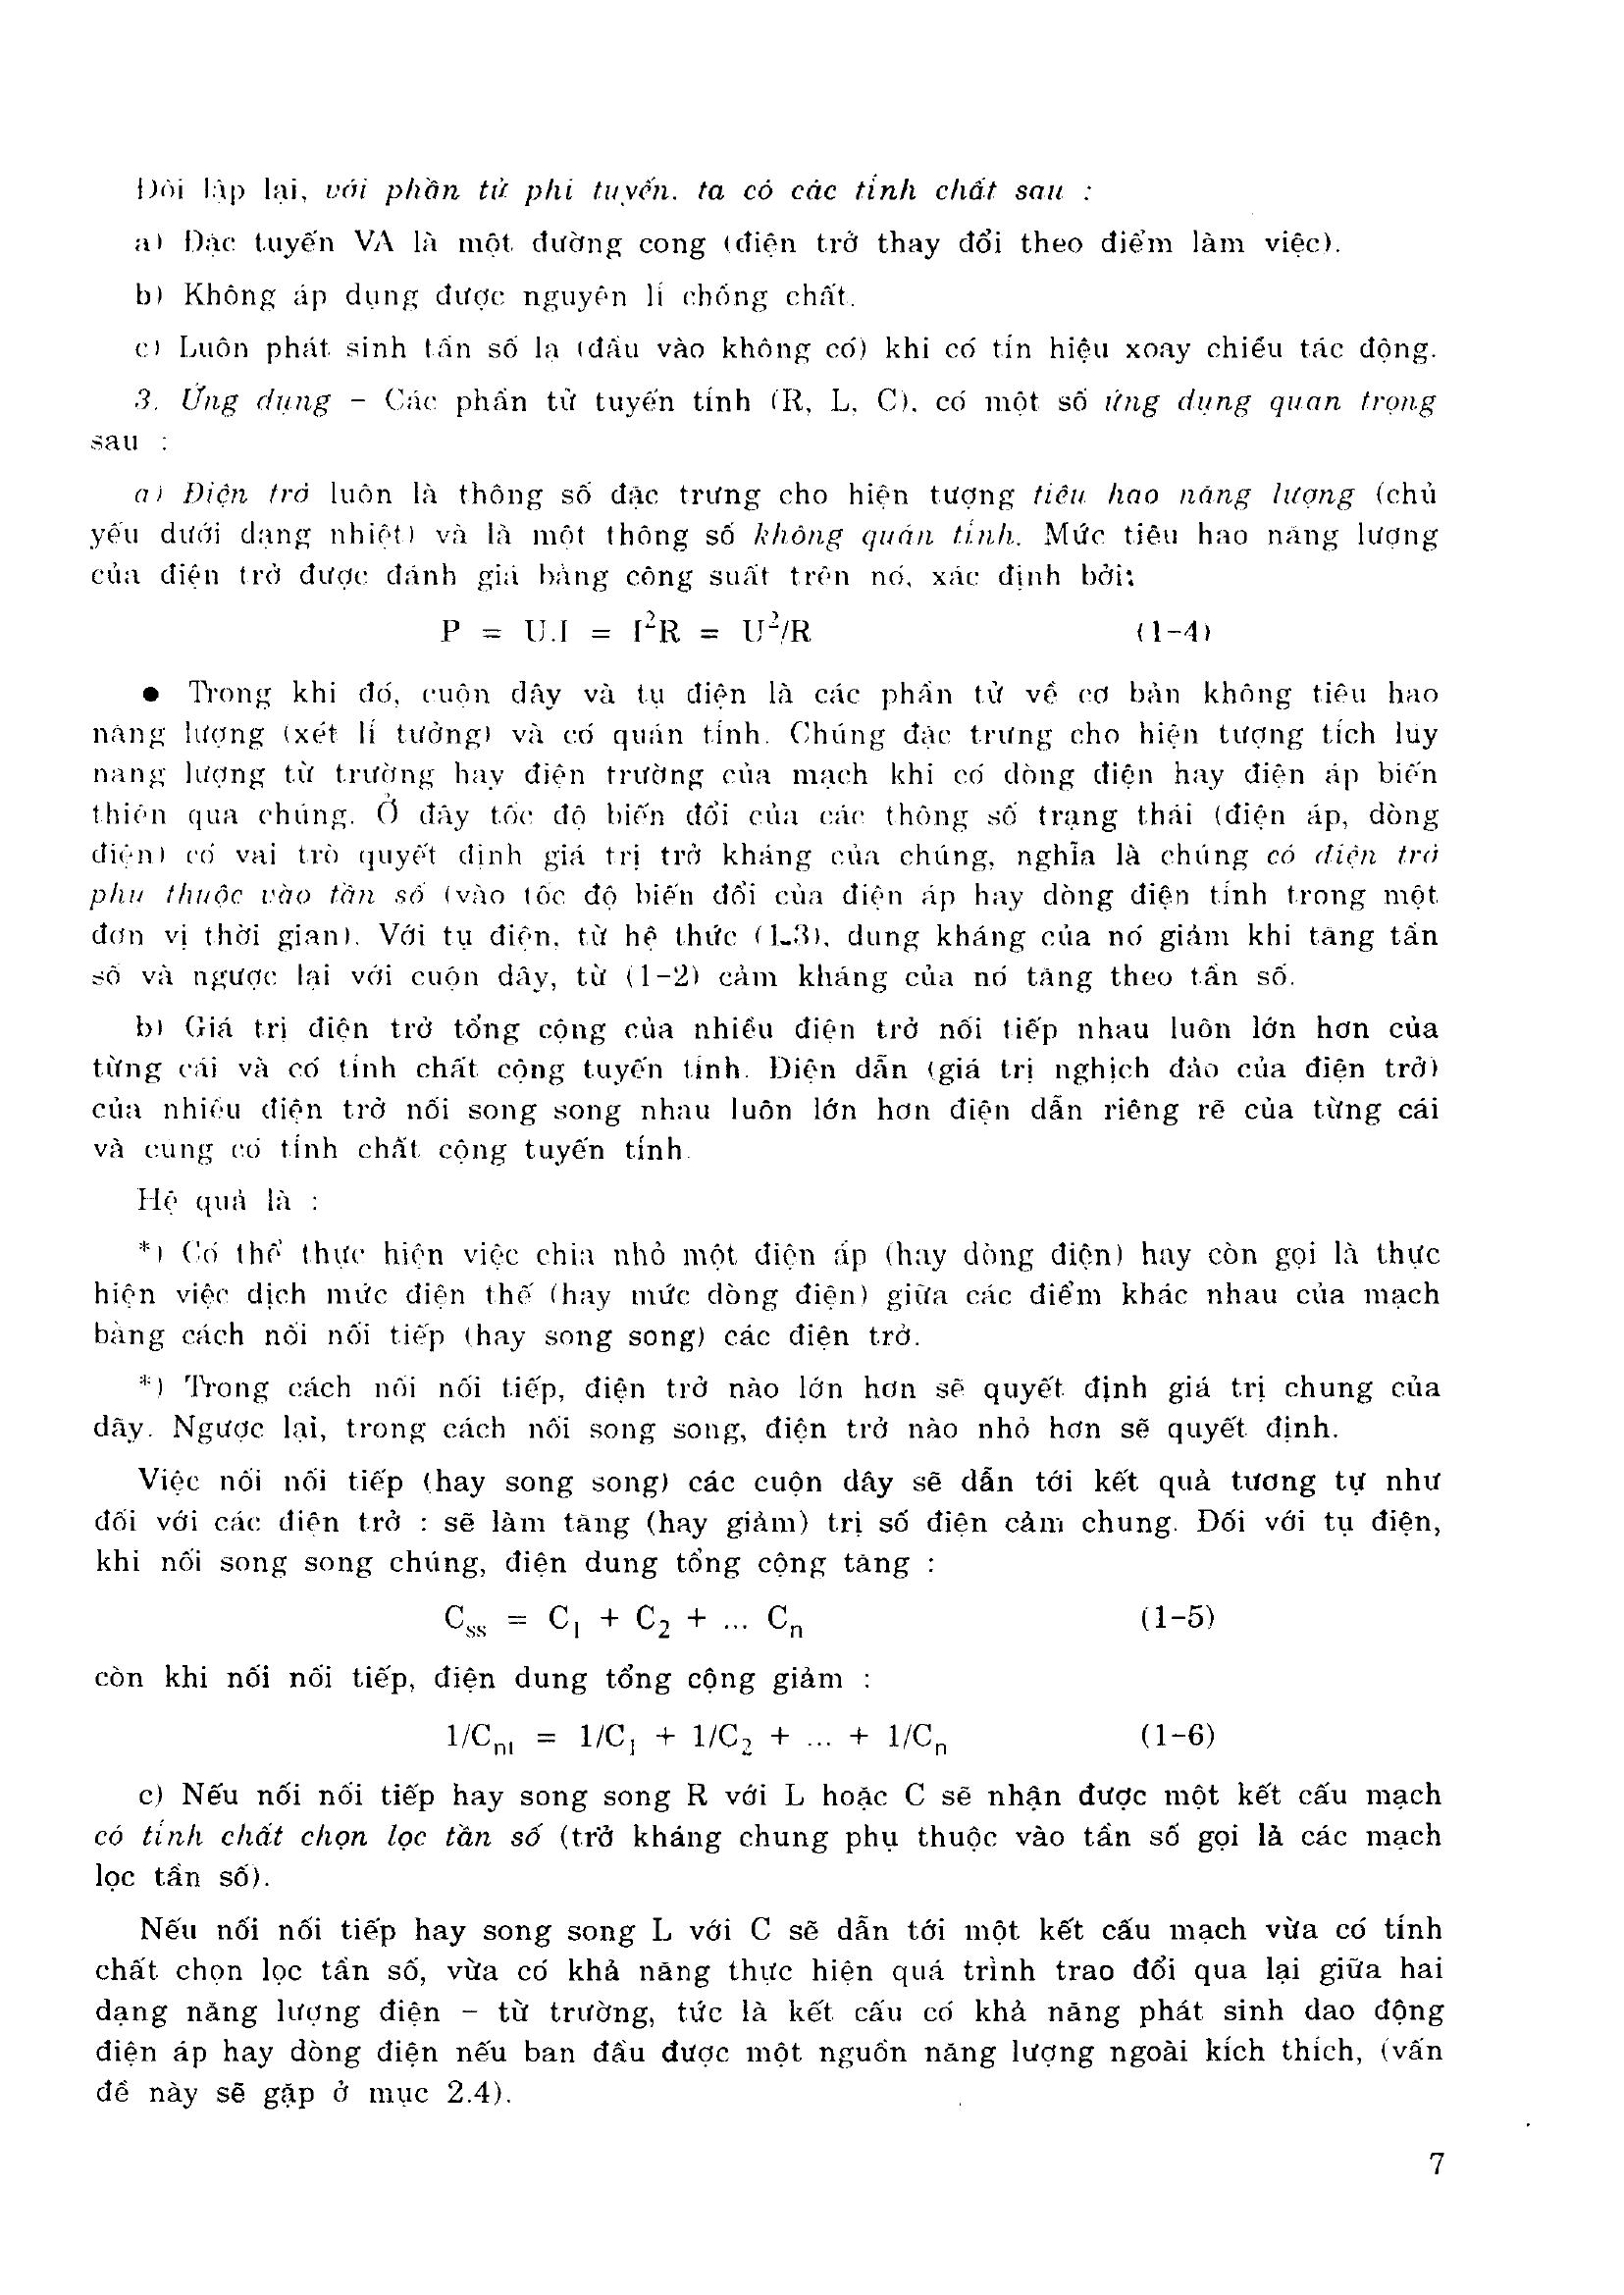 Đối lập lại, với phần tử phi tuyến. ta có các tính chất sau :
a) Đặc tuyến VA là một đường cong (điện trở thay đổi theo điểm làm việc).
b) Không áp dụng được nguyên lí chồng chất.
c) Luôn phát sinh tần số lạ (đầu vào không có) khi có tín hiệu xoay chiều tác động.
3. Ứng dụng - Các phần tử tuyến tính (R, L, C). có một số ứng dụng quan trọng
sau :
a) Điện trở luôn là thông số đặc trưng cho hiện tượng tiêu hao năng lượng (chủ
yếu dưới dạng nhiệt) và là một thông số không quán tính. Mức tiêu hao năng lượng
của điện trở được đánh giá bằng công suất trên nó, xác định bởi:
P = U.I = I²R = U²/R (1-4)
● Trong khi đó, cuộn dây và tụ điện là các phần tử về cơ bản không tiêu hao
năng lượng (xét lí tưởng) và có quán tính. Chúng đặc trưng cho hiện tượng tích lũy
năng lượng từ trường hay điện trường của mạch khi có dòng điện hay điện áp biến
thiên qua chúng. Ở đây tốc độ biến đổi của các thông số trạng thái (điện áp, dòng
điện) có vai trò quyết định giá trị trở kháng của chúng, nghĩa là chúng có điện trở
phụ thuộc vào tần số (vào tốc độ biến đổi của điện áp hay dòng điện tính trong một
đơn vị thời gian). Với tụ điện, từ hệ thức (1-3), dung kháng của nó giảm khi tăng tần
số và ngược lại với cuộn dây, từ (1-2) cảm kháng của nó tăng theo tần số.
b) Giá trị điện trở tổng cộng của nhiều điện trở nối tiếp nhau luôn lớn hơn của
từng cái và có tính chất cộng tuyến tính. Điện dẫn (giá trị nghịch đảo của điện trở)
của nhiều điện trở nối song song nhau luôn lớn hơn điện dẫn riêng rẽ của từng cái
và cũng có tính chất cộng tuyến tính.
Hệ quả là :
*) Có thể thực hiện việc chia nhỏ một điện áp (hay dòng điện) hay còn gọi là thực
hiện việc dịch mức điện thế (hay mức dòng điện) giữa các điểm khác nhau của mạch
bằng cách nối nối tiếp (hay song song) các điện trở.
*) Trong cách nối nối tiếp, điện trở nào lớn hơn sẽ quyết định giá trị chung của
dãy. Ngược lại, trong cách nối song song, điện trở nào nhỏ hơn sẽ quyết định.
Việc nối nối tiếp (hay song song) các cuộn dây sẽ dẫn tới kết quả tương tự như
đối với các điện trở : sẽ làm tăng (hay giảm) trị số điện cảm chung. Đối với tụ điện,
khi nối song song chúng, điện dung tổng cộng tăng :
C_ss = C_1 + C_2 + ... C_n (1-5)
còn khi nối nối tiếp, điện dung tổng cộng giảm :
1/C_nt = 1/C_1 + 1/C_2 + ... + 1/C_n (1-6)
c) Nếu nối nối tiếp hay song song R với L hoặc C sẽ nhận được một kết cấu mạch
có tính chất chọn lọc tần số (trở kháng chung phụ thuộc vào tần số gọi là các mạch
lọc tần số).
Nếu nối nối tiếp hay song song L với C sẽ dẫn tới một kết cấu mạch vừa có tính
chất chọn lọc tần số, vừa có khả năng thực hiện quá trình trao đổi qua lại giữa hai
dạng năng lượng điện - từ trường, tức là kết cấu có khả năng phát sinh dao động
điện áp hay dòng điện nếu ban đầu được một nguồn năng lượng ngoài kích thích, (vấn
đề này sẽ gặp ở mục 2.4).
7